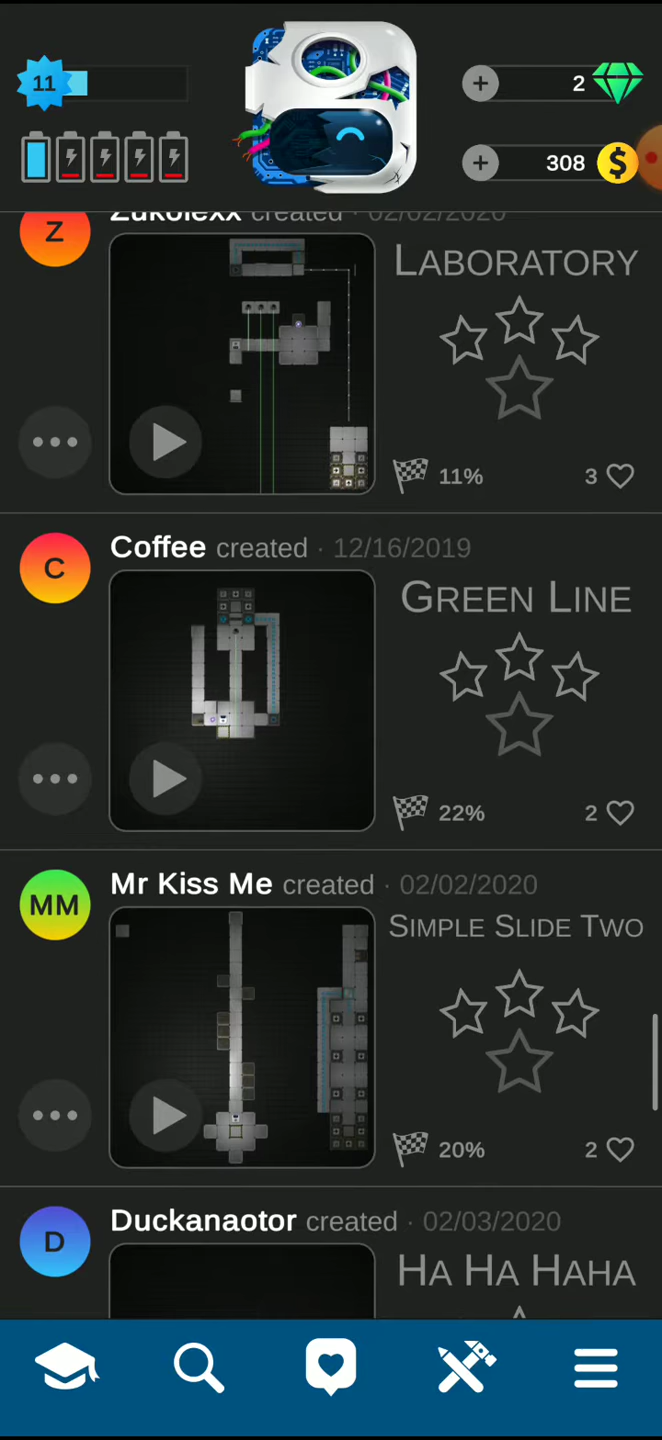 11
2
308
Z
Zukolexx created · 02/02/2020
LABORATORY
11%
3
C
Coffee created · 12/16/2019
GREEN LINE
22%
2
MM
Mr Kiss Me created · 02/02/2020
SIMPLE SLIDE TWO
20%
2
D
Duckanaotor created · 02/03/2020
HA HA HAHA